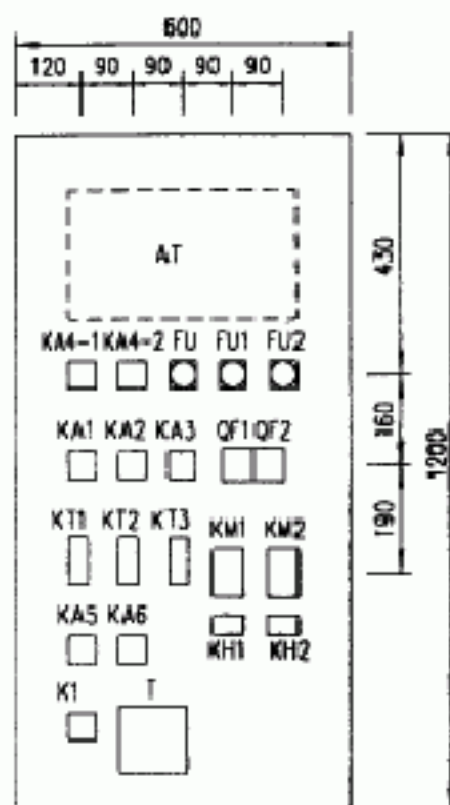 600
120 90 90 90 90
AT
430
KA4-1 KA4-2 FU FU1 FU2
160
1200
KA1 KA2 KA3 QF1 QF2
190
KT1 KT2 KT3 KM1 KM2
KA5 KA6
KH1 KH2
K1 T